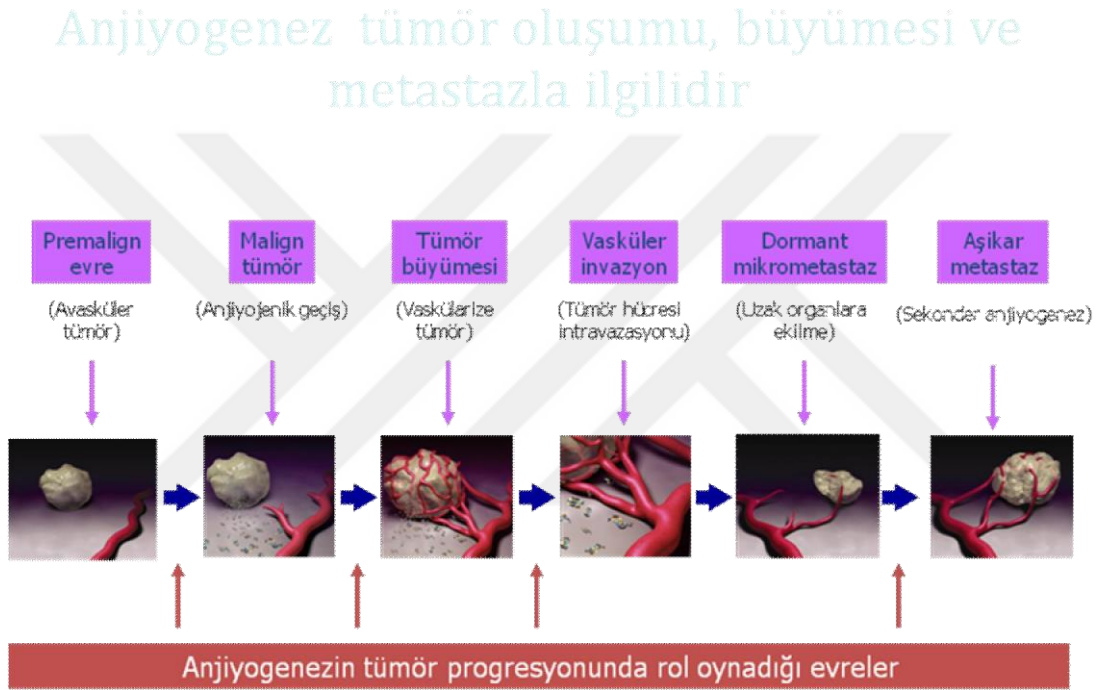 Anjiyogenez tümör oluşumu, büyümesi ve
metastazla ilgilidir
Premalign
evre
(Avasküler
tümör)
Malign
tümör
(Anjiyojenik geçiş)
Tümör
büyümesi
(Vaskülarize
tümör)
Vasküler
invazyon
(Tümör hücresi
intravazasyonu)
Dormant
mikrometastaz
(Uzak organlara
ekilme)
Aşikar
metastaz
(Sekonder anjiyogenez)
Anjiyogenezin tümör progresyonunda rol oynadığı evreler